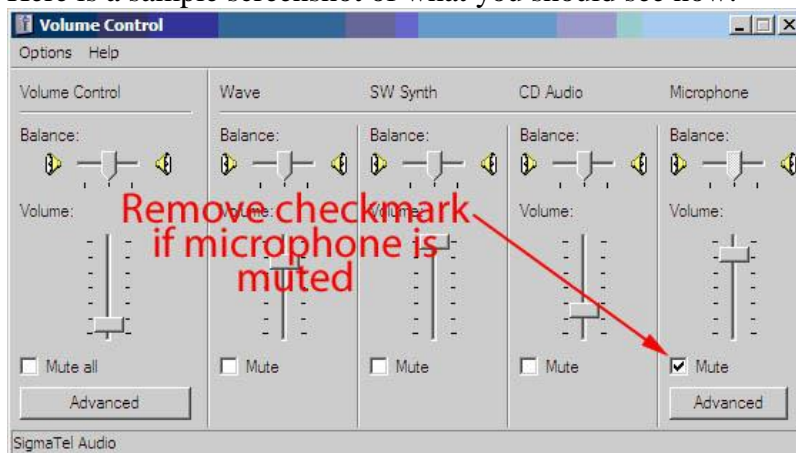 Here is a sample screenshot of what you should see now:
Volume Control
Options Help
Volume Control Wave SW Synth CD Audio Microphone
Balance: Balance: Balance: Balance: Balance:
Volume: Volume: Volume: Volume: Volume:
Remove checkmark
if microphone is
muted
Mute all Mute Mute Mute Mute
Advanced Advanced
SigmaTel Audio